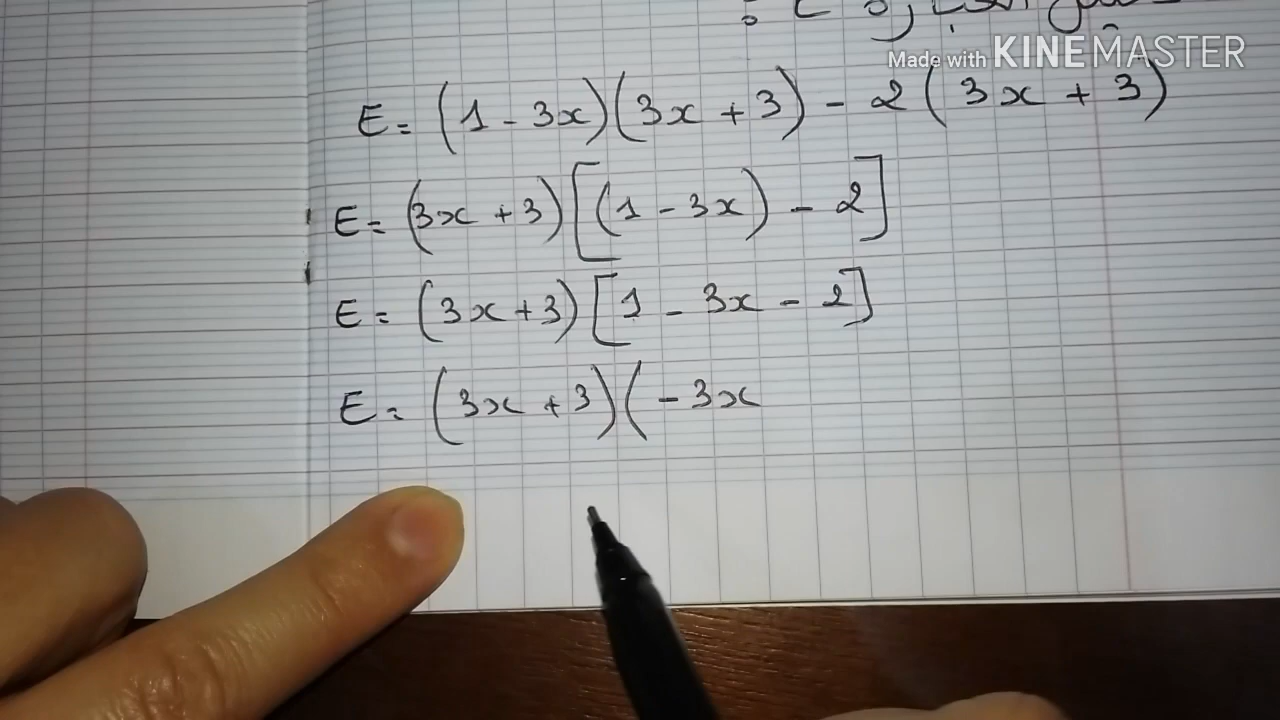 Made with KINEMASTER
E = (1 - 3x)(3x + 3) - 2(3x + 3)
E = (3x + 3)[(1 - 3x) - 2]
E = (3x + 3)[1 - 3x - 2]
E = (3x + 3)(- 3x